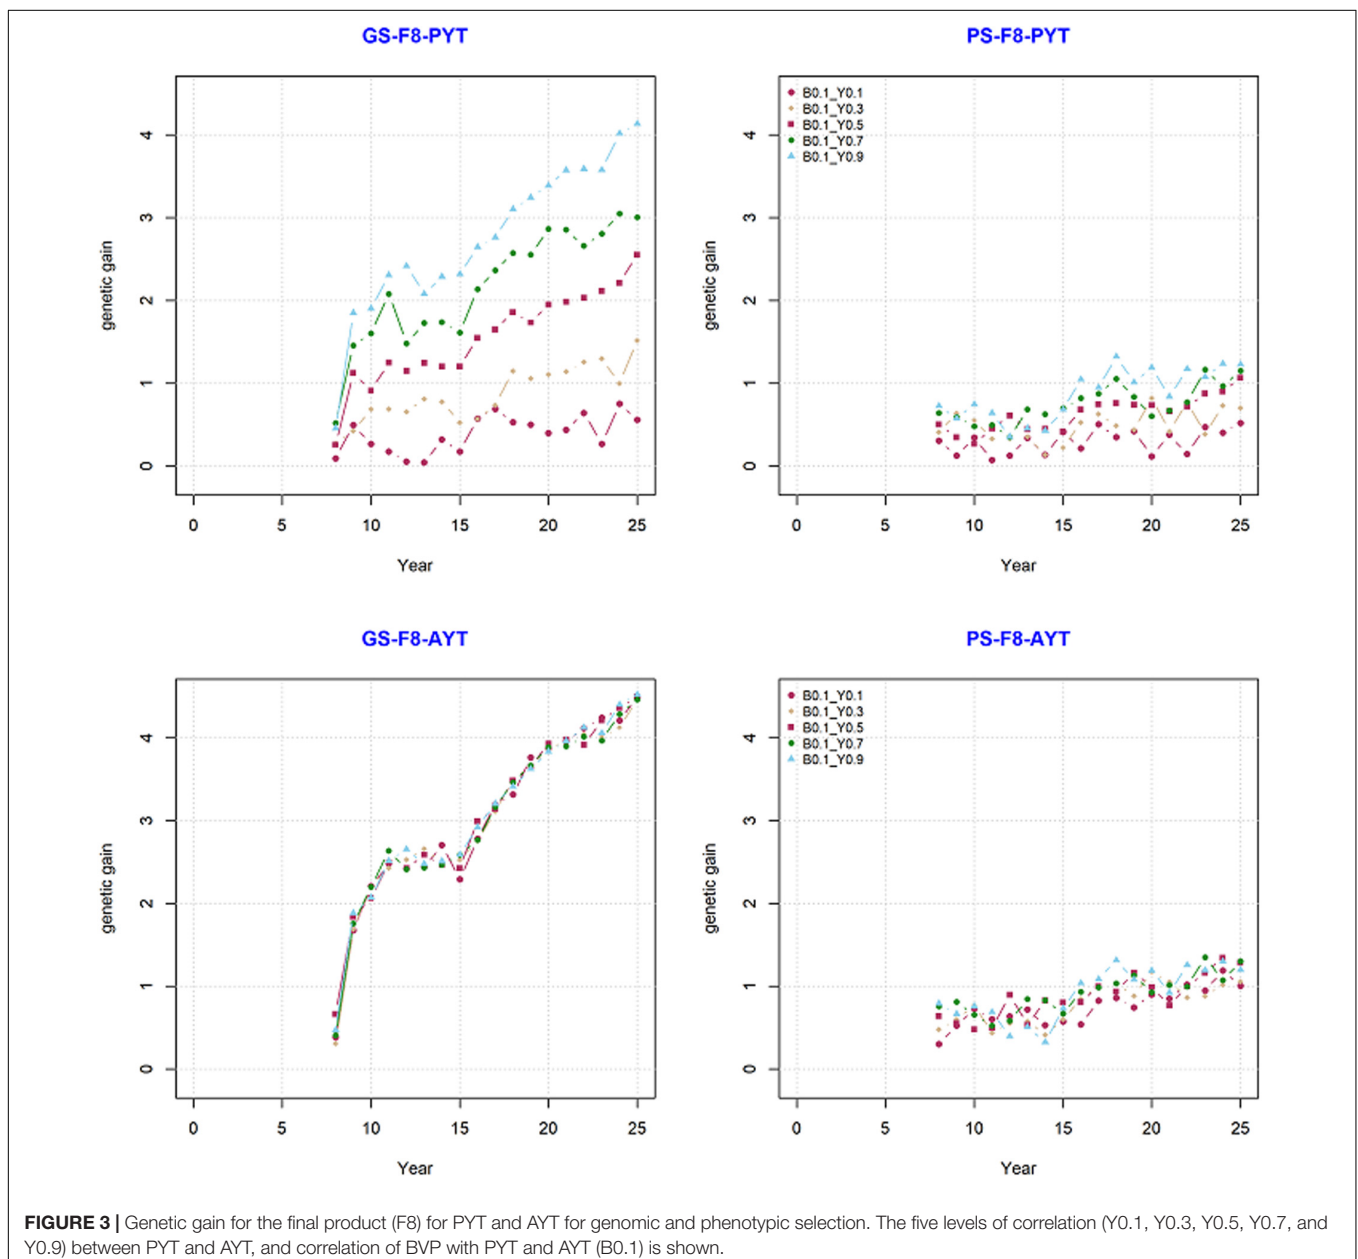 GS-F8-PYT
genetic gain
4
3
2
1
0
0 5 10 15 20 25
Year
PS-F8-PYT
genetic gain
4
3
2
1
0
B0.1_Y0.1
B0.1_Y0.3
B0.1_Y0.5
B0.1_Y0.7
B0.1_Y0.9
0 5 10 15 20 25
Year
GS-F8-AYT
genetic gain
4
3
2
1
0
0 5 10 15 20 25
Year
PS-F8-AYT
genetic gain
4
3
2
1
0
B0.1_Y0.1
B0.1_Y0.3
B0.1_Y0.5
B0.1_Y0.7
B0.1_Y0.9
0 5 10 15 20 25
Year
FIGURE 3 | Genetic gain for the final product (F8) for PYT and AYT for genomic and phenotypic selection. The five levels of correlation (Y0.1, Y0.3, Y0.5, Y0.7, and
Y0.9) between PYT and AYT, and correlation of BVP with PYT and AYT (B0.1) is shown.